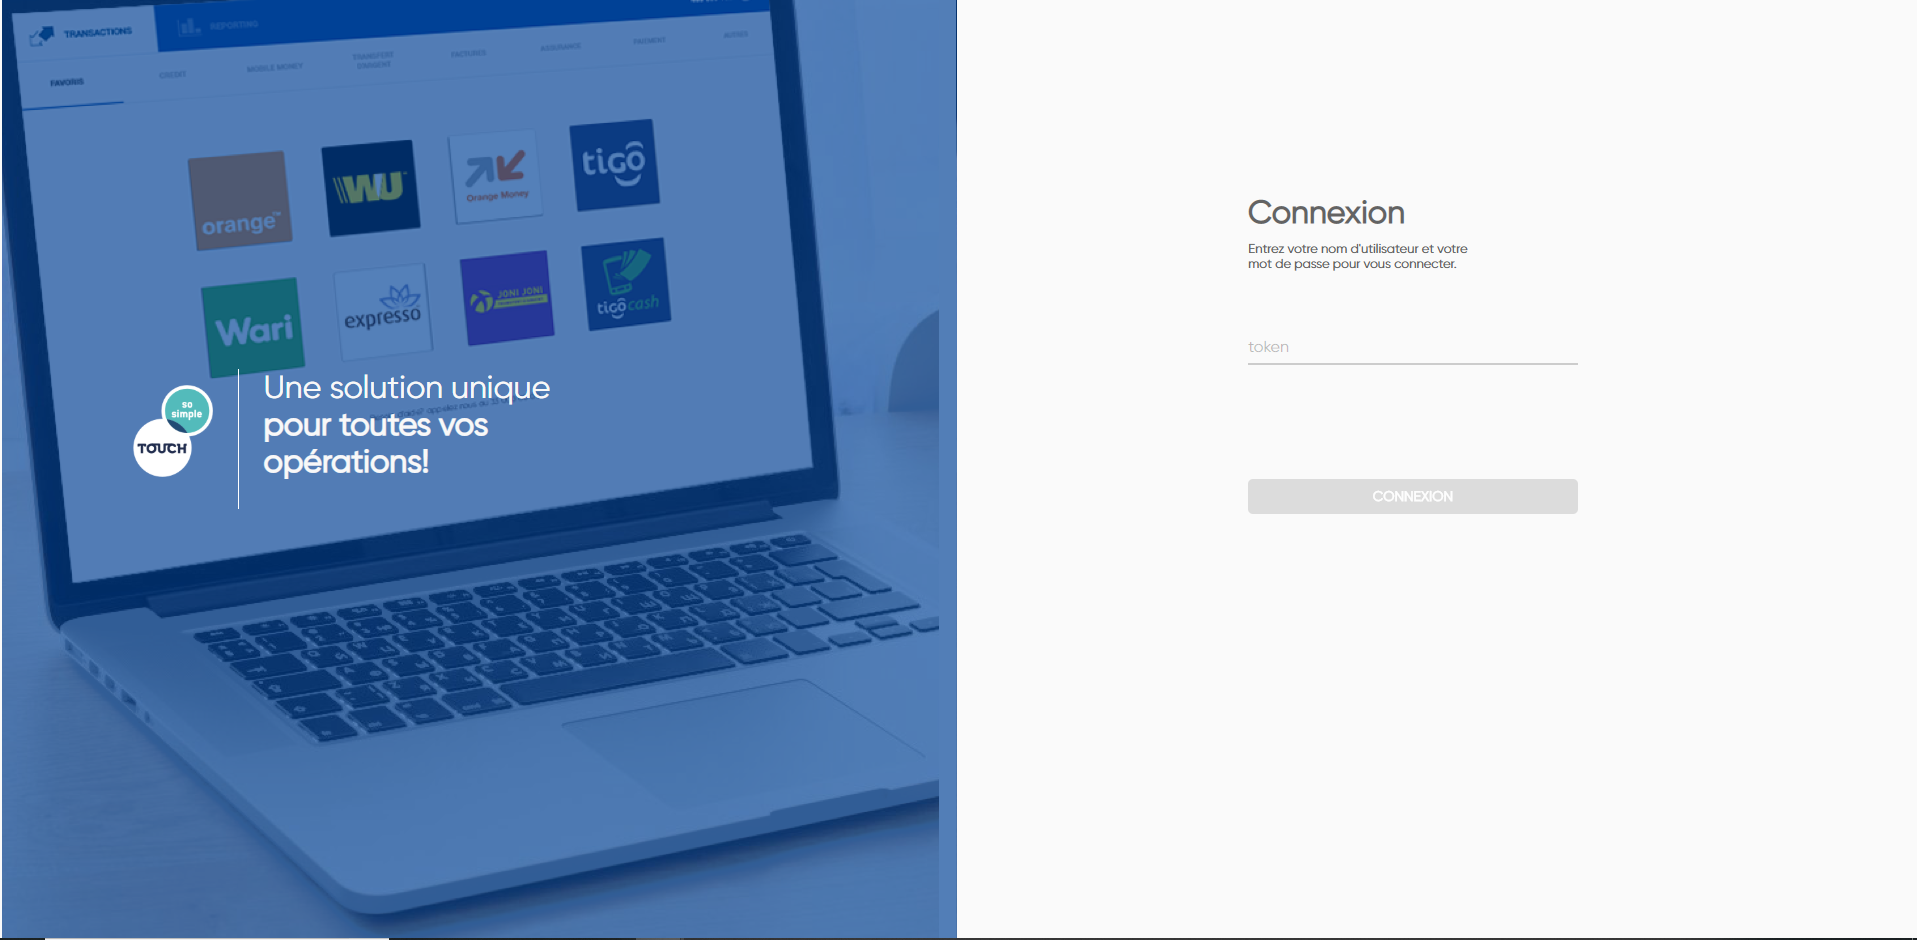 TRANSACTIONS
REPORTING
FAVORIS
CREDIT
MOBILE MONEY
TRANSFERT
D'ARGENT
FACTURES
ASSURANCE
PAIEMENT
AUTRES
orange™
WU
Orange Money
tigo
Wari
expresso
JONI JONI
tigo cash
so
simple
TOUCH
Une solution unique
pour toutes vos
opérations!
Connexion
Entrez votre nom d'utilisateur et votre
mot de passe pour vous connecter.
token
CONNEXION